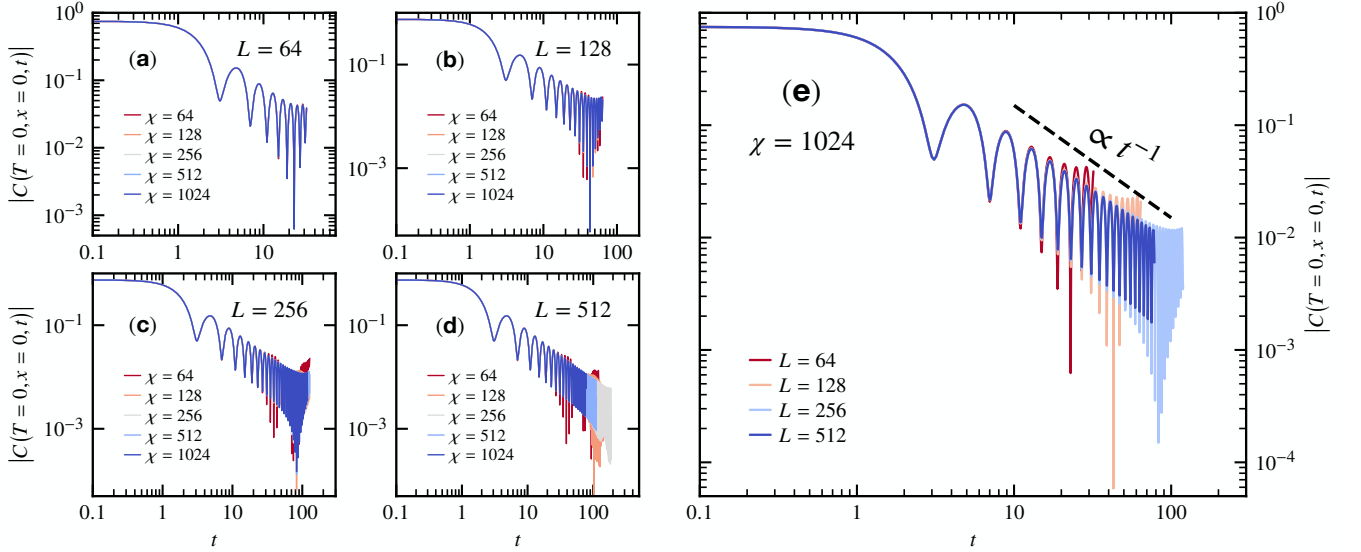 |C(T = 0, x = 0, t)|
10⁰
10⁻¹
10⁻²
10⁻³
(a)
L = 64
χ = 64
χ = 128
χ = 256
χ = 512
χ = 1024
0.1
1
10
10⁻¹
10⁻³
(b)
L = 128
χ = 64
χ = 128
χ = 256
χ = 512
χ = 1024
0.1
1
10
100
|C(T = 0, x = 0, t)|
10⁻¹
10⁻³
(c)
L = 256
χ = 64
χ = 128
χ = 256
χ = 512
χ = 1024
0.1
1
10
100
t
10⁻¹
10⁻³
(d)
L = 512
χ = 64
χ = 128
χ = 256
χ = 512
χ = 1024
0.1
1
10
100
t
(e)
χ = 1024
∝ t⁻¹
L = 64
L = 128
L = 256
L = 512
0.1
1
10
100
t
10⁰
10⁻¹
10⁻²
10⁻³
10⁻⁴
|C(T = 0, x = 0, t)|